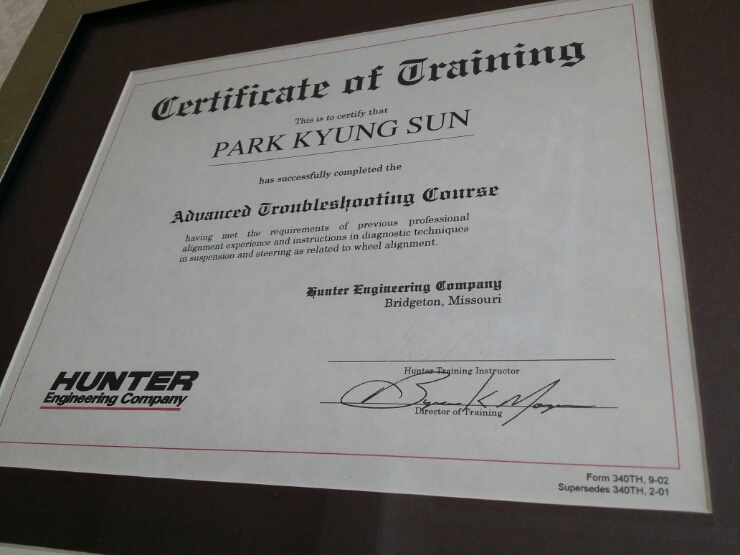 Certificate of Training
This is to certify that
PARK KYUNG SUN
has successfully completed the
Advanced Troubleshooting Course
having met the requirements of previous professional
alignment experience and instructions in diagnostic techniques
in suspension and steering as related to wheel alignment.
Hunter Engineering Company
Bridgeton, Missouri
Hunter Training Instructor
HUNTER
Engineering Company
Director of Training
Form 340TH, 9-02
Supersedes 340TH, 2-01